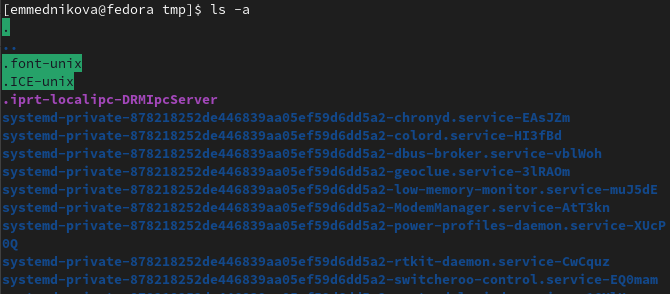 [emmednikova@fedora tmp]$ ls -a
.
..
.font-unix
.ICE-unix
.iprt-localipc-DRMIpcServer
systemd-private-878218252de446839aa05ef59d6dd5a2-chronyd.service-EAsJZm
systemd-private-878218252de446839aa05ef59d6dd5a2-colord.service-HI3fBd
systemd-private-878218252de446839aa05ef59d6dd5a2-dbus-broker.service-vblWoh
systemd-private-878218252de446839aa05ef59d6dd5a2-geoclue.service-3lRAOm
systemd-private-878218252de446839aa05ef59d6dd5a2-low-memory-monitor.service-muJ5dE
systemd-private-878218252de446839aa05ef59d6dd5a2-ModemManager.service-AtT3kn
systemd-private-878218252de446839aa05ef59d6dd5a2-power-profiles-daemon.service-XUcP
0Q
systemd-private-878218252de446839aa05ef59d6dd5a2-rtkit-daemon.service-CwCquz
systemd-private-878218252de446839aa05ef59d6dd5a2-switcheroo-control.service-EQ0mam